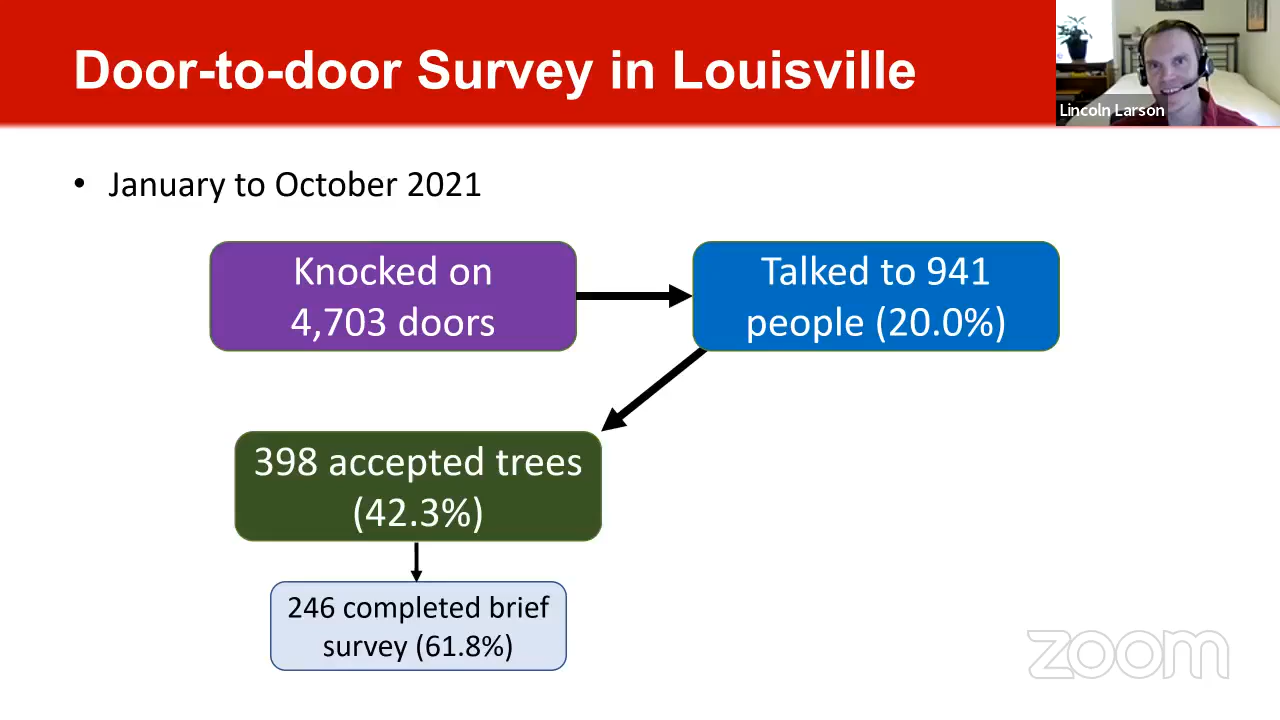 Door-to-door Survey in Louisville
Lincoln Larson
• January to October 2021
Knocked on
4,703 doors
Talked to 941
people (20.0%)
398 accepted trees
(42.3%)
246 completed brief
survey (61.8%)
zoom